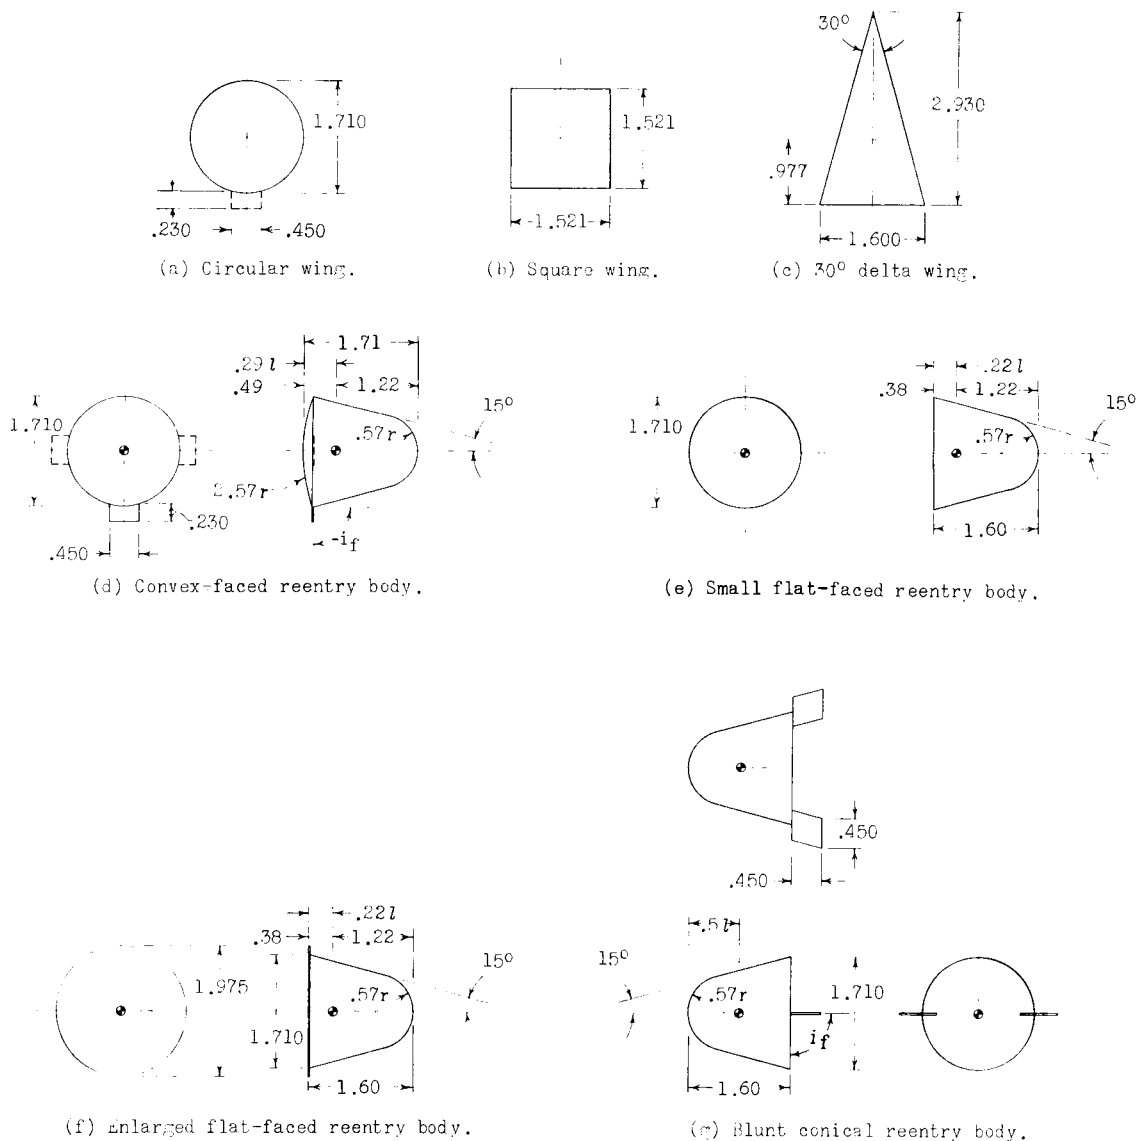 30°
1.710
.230
.450
(a) Circular wing.
1.521
1.521
(b) Square wing.
2.930
.977
1.600
(c) 30° delta wing.
1.710
.230
.450
1.71
.29l
.49
1.22
15°
.57r
2.57r
-i_f
(d) Convex-faced reentry body.
1.710
.22l
.38
1.22
15°
.57r
1.60
(e) Small flat-faced reentry body.
1.975
.22l
.38
1.22
15°
.57r
1.710
1.60
(f) Enlarged flat-faced reentry body.
.450
.450
.5l
15°
.57r
1.710
i_f
1.60
(g) Blunt conical reentry body.